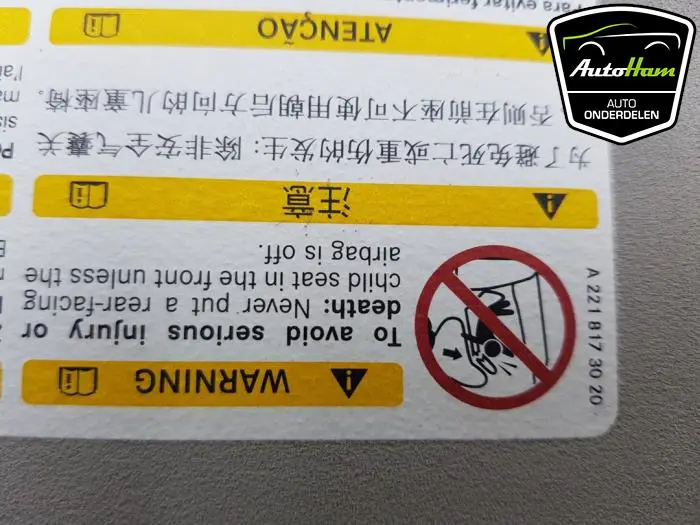 A 221 817 30 20
WARNING
To avoid serious injury or
death: Never put a rear-facing
child seat in the front unless the
airbag is off.
注意
为了避免死亡或重伤的发生: 除非安全气囊关
否则在前座不可使用朝后方向的儿童座椅。
ATENÇÃO
Para evitar
AutoHam
AUTO
ONDERDELEN